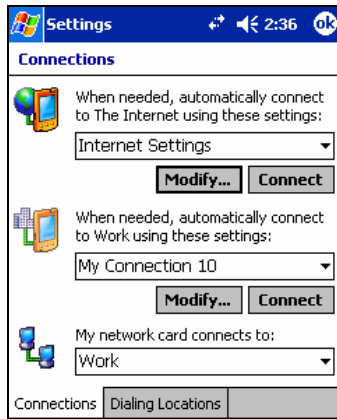 Settings 2:36 ok
Connections
When needed, automatically connect
to The Internet using these settings:
Internet Settings
Modify... Connect
When needed, automatically connect
to Work using these settings:
My Connection 10
Modify... Connect
My network card connects to:
Work
Connections Dialing Locations